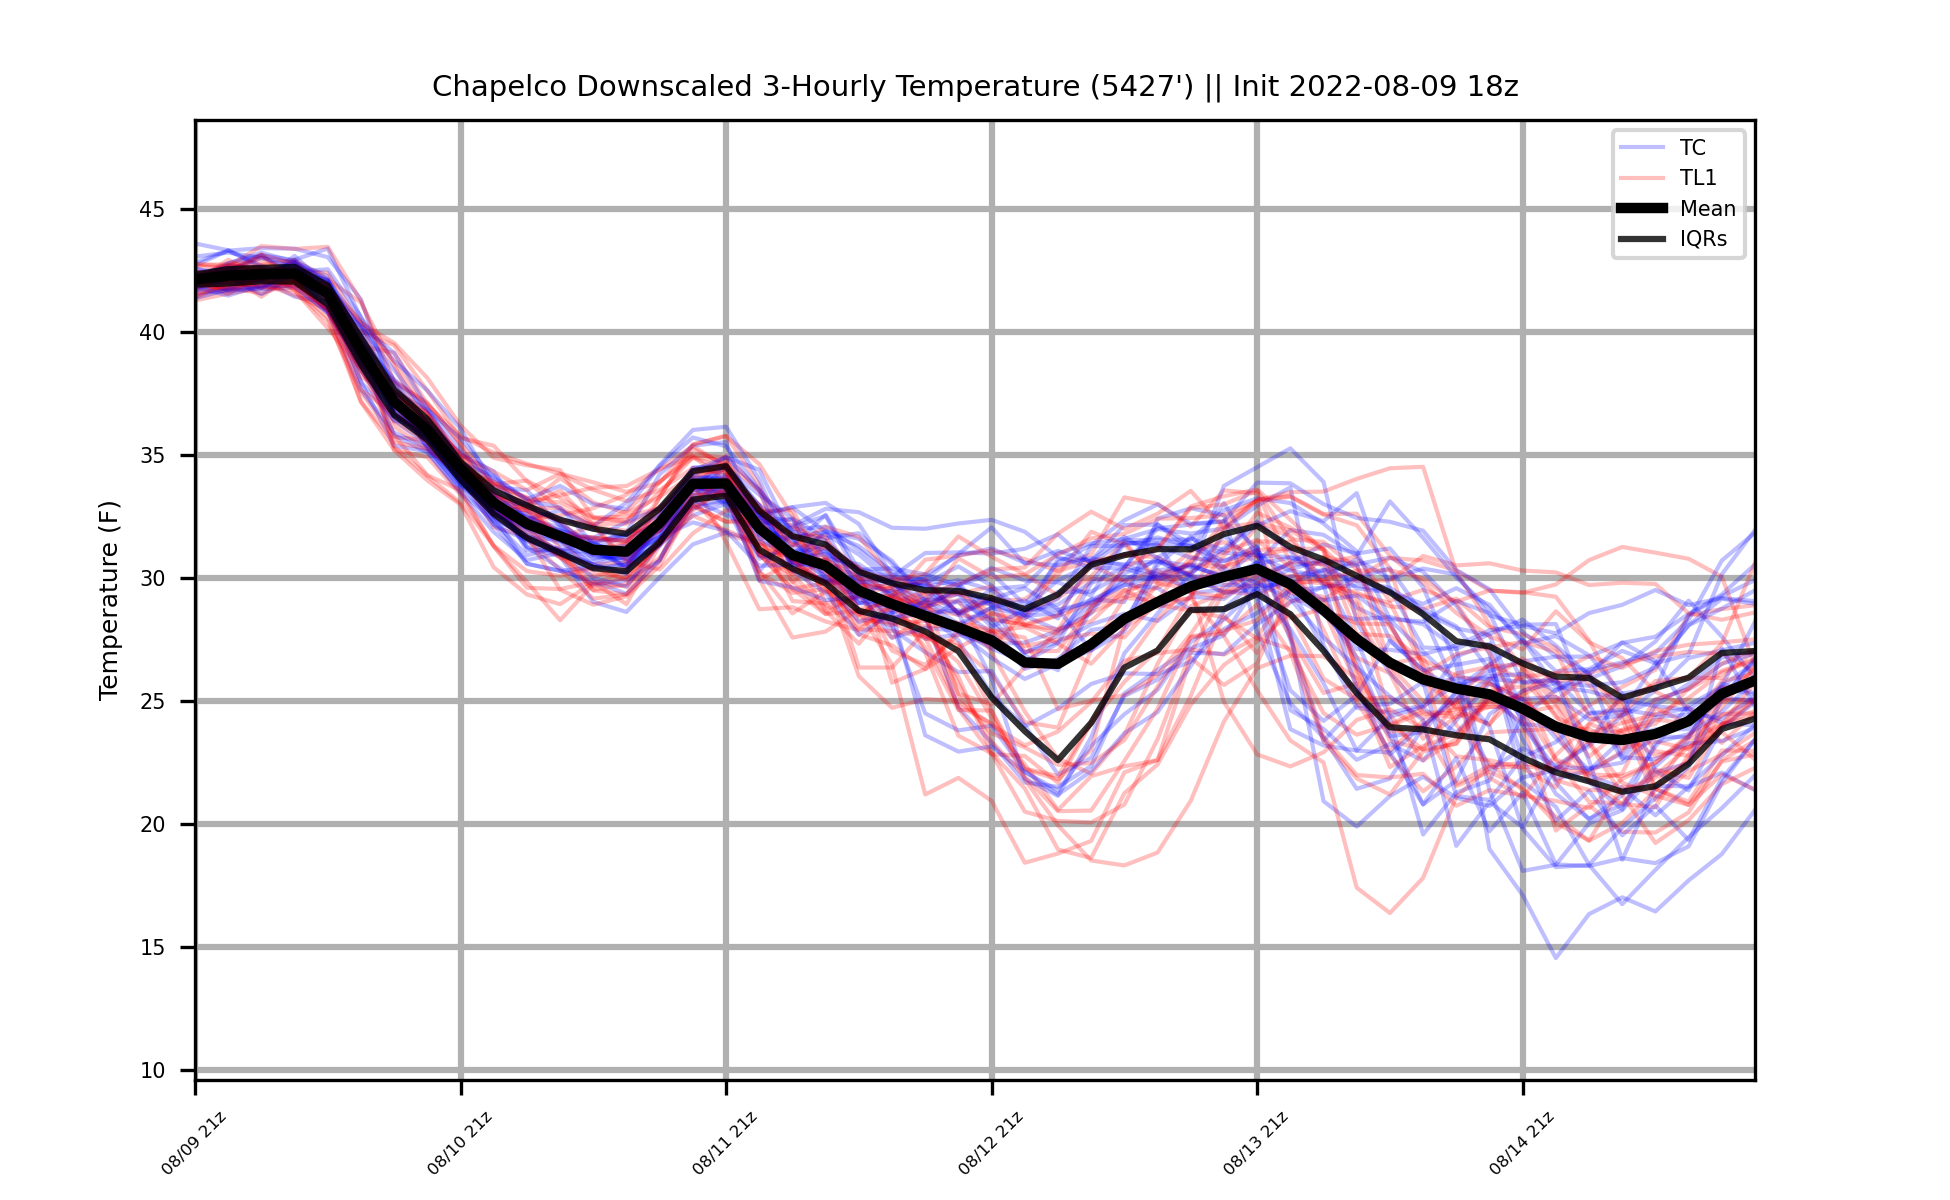 Chapelco Downscaled 3-Hourly Temperature (5427') || Init 2022-08-09 18z
TC
TL1
Mean
IQRs
Temperature (F)
45
40
35
30
25
20
15
10
08/09 21z
08/10 21z
08/11 21z
08/12 21z
08/13 21z
08/14 21z